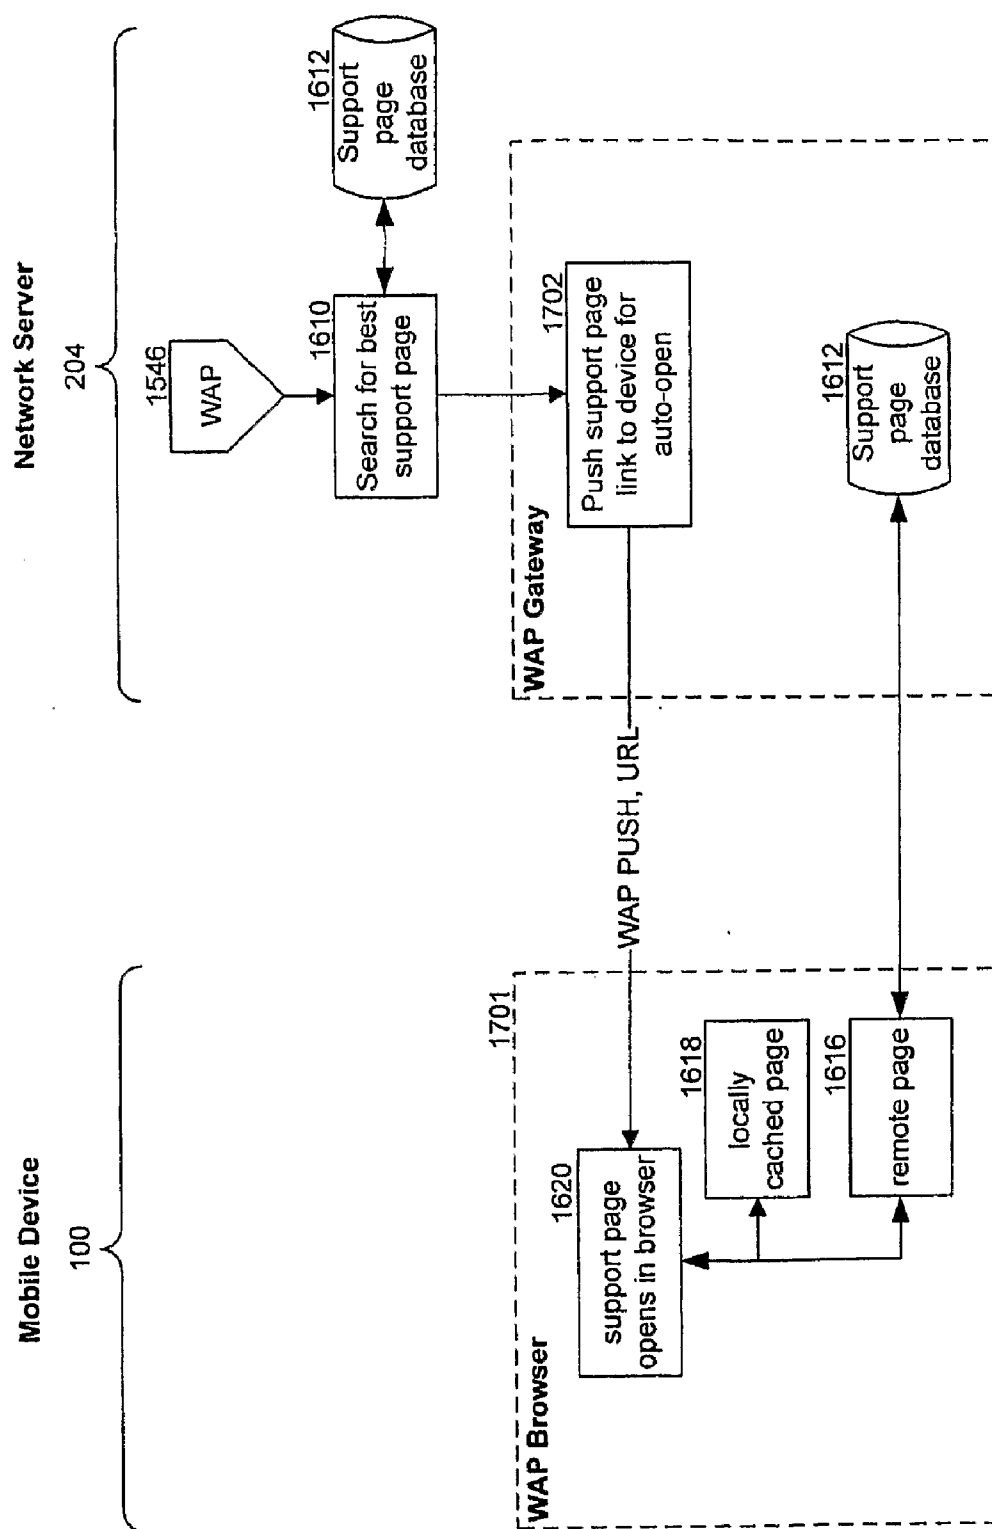 Mobile Device
100
Network Server
204
1546
WAP
1610
Search for best
support page
1612
Support
page
database
WAP Browser
1701
1620
support page
opens in browser
1618
locally
cached page
1616
remote page
WAP PUSH, URL
WAP Gateway
1702
Push support page
link to device for
auto-open
1612
Support
page
database